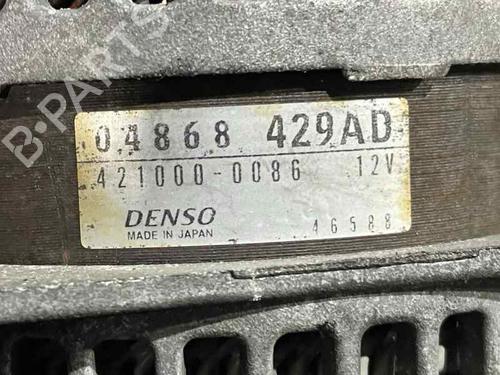 B-PARTS
04868 429AD
421000-0086 12V
DENSO
MADE IN JAPAN
46588